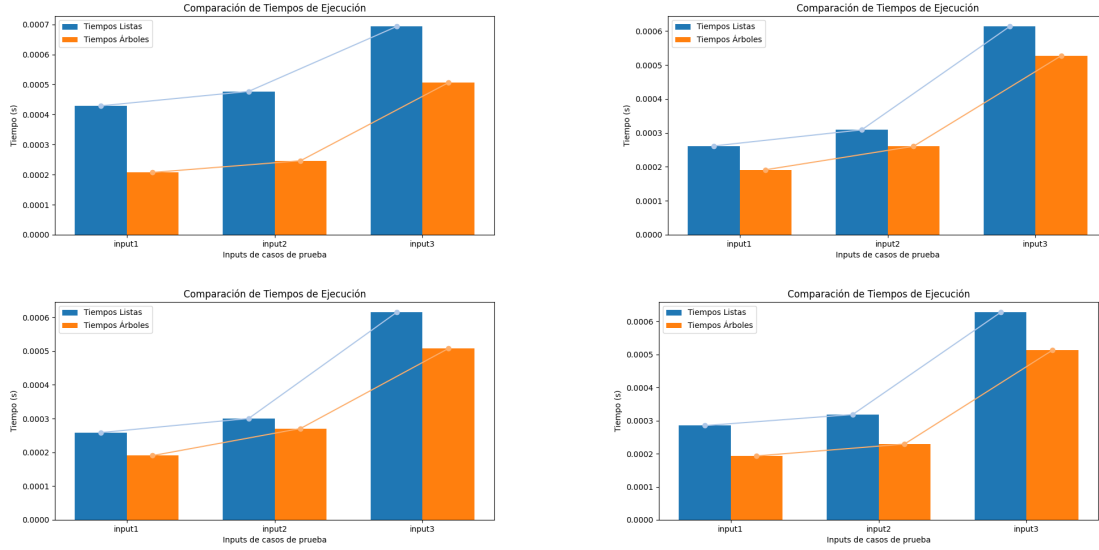 Comparación de Tiempos de Ejecución
Tiempos Listas
Tiempos Árboles
Tiempo (s)
0.0007
0.0006
0.0005
0.0004
0.0003
0.0002
0.0001
0.0000
input1 input2 input3
Inputs de casos de prueba
Comparación de Tiempos de Ejecución
Tiempos Listas
Tiempos Árboles
Tiempo (s)
0.0006
0.0005
0.0004
0.0003
0.0002
0.0001
0.0000
input1 input2 input3
Inputs de casos de prueba
Comparación de Tiempos de Ejecución
Tiempos Listas
Tiempos Árboles
Tiempo (s)
0.0006
0.0005
0.0004
0.0003
0.0002
0.0001
0.0000
input1 input2 input3
Inputs de casos de prueba
Comparación de Tiempos de Ejecución
Tiempos Listas
Tiempos Árboles
Tiempo (s)
0.0006
0.0005
0.0004
0.0003
0.0002
0.0001
0.0000
input1 input2 input3
Inputs de casos de prueba